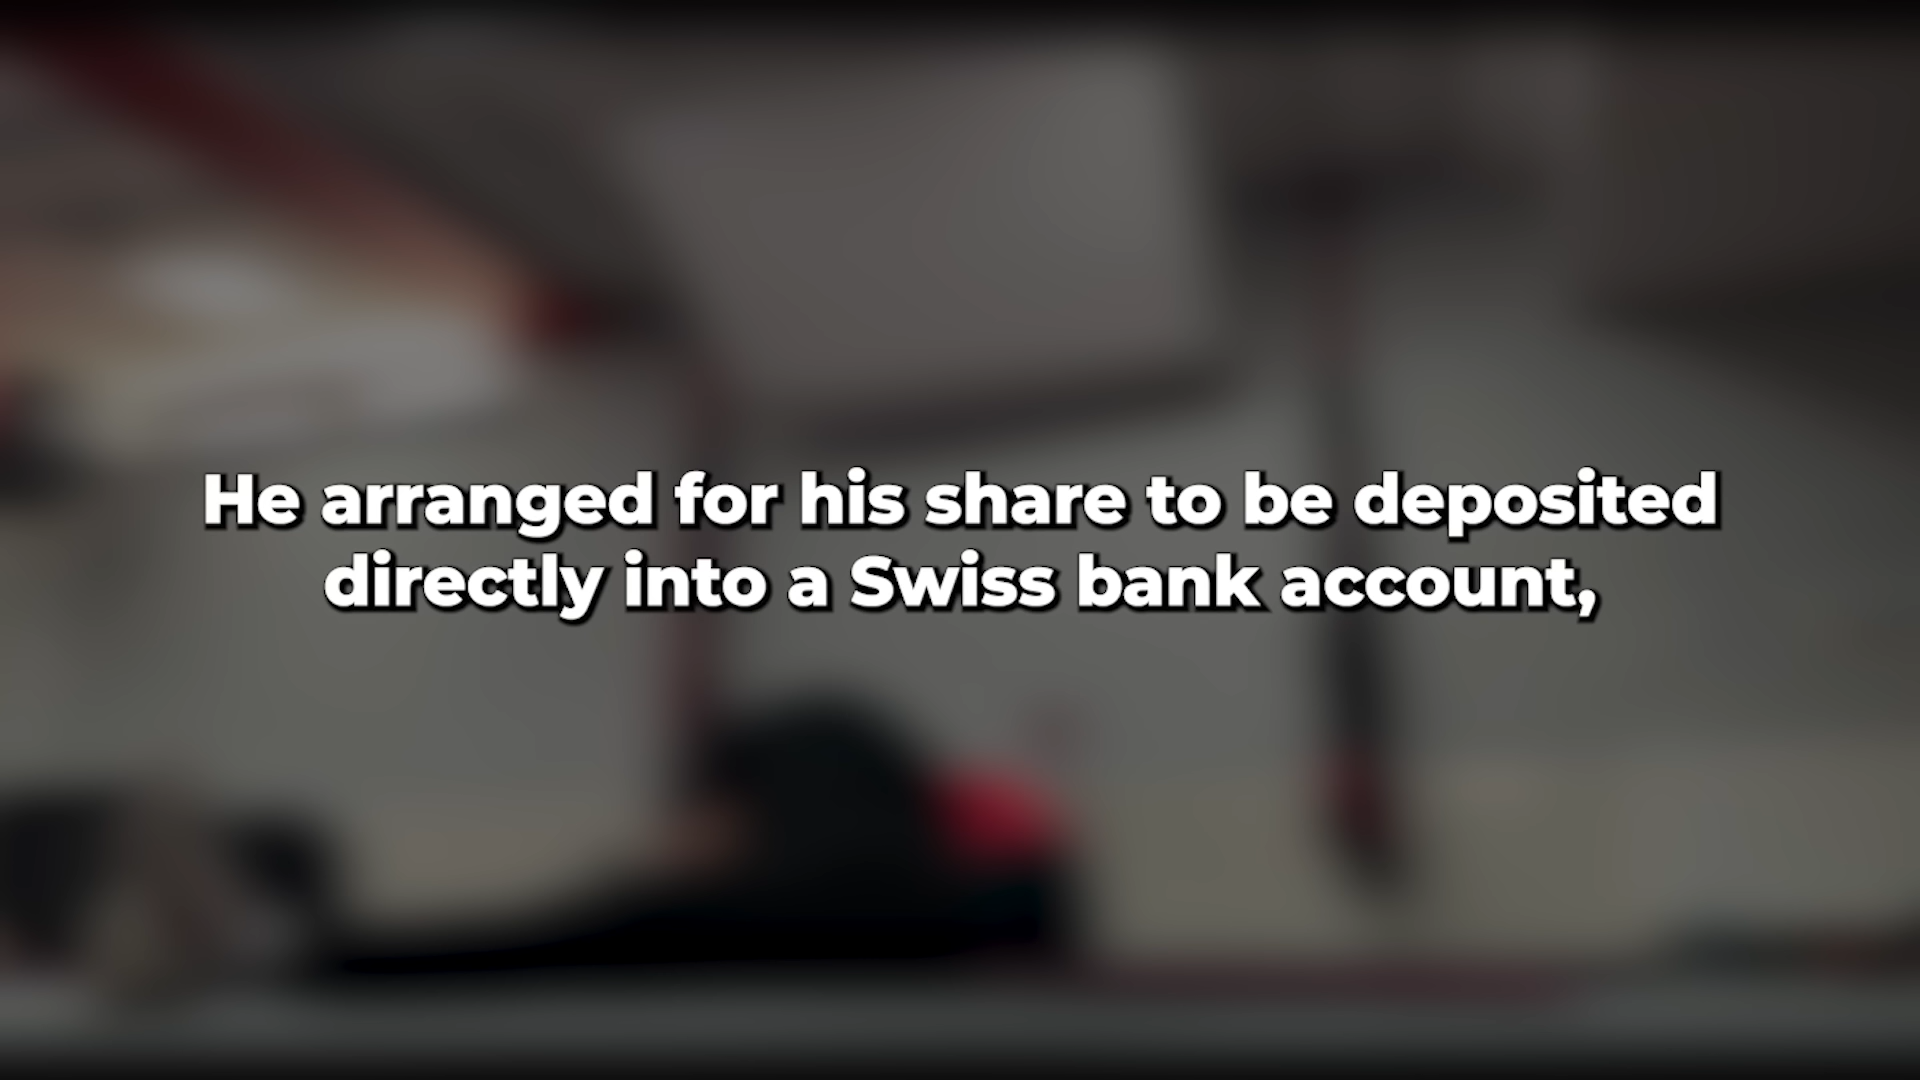 He arranged for his share to be deposited
directly into a Swiss bank account,